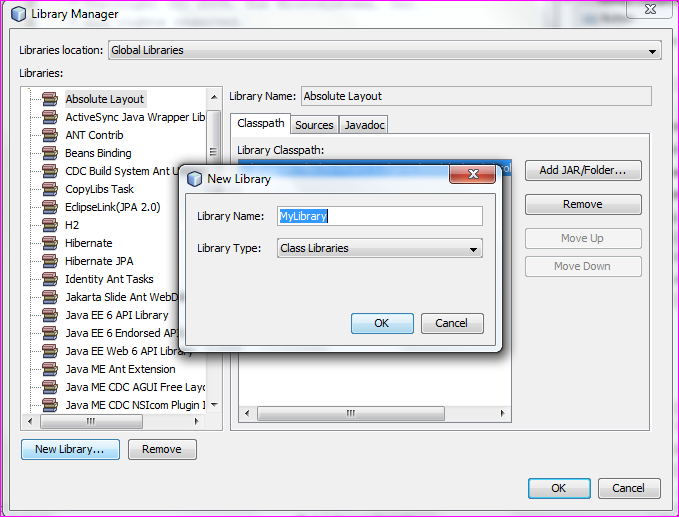 Library Manager
Libraries location: Global Libraries
Libraries:
Absolute Layout
ActiveSync Java Wrapper Lib
ANT Contrib
Beans Binding
CDC Build System Ant U
CopyLibs Task
EclipseLink(JPA 2.0)
H2
Hibernate
Hibernate JPA
Identity Ant Tasks
Jakarta Slide Ant WebD
Java EE 6 API Library
Java EE 6 Endorsed API
Java EE Web 6 API Library
Java ME Ant Extension
Java ME CDC AGUI Free Layo
Java ME CDC NSIcom Plugin I
New Library... Remove
Library Name: Absolute Layout
Classpath Sources Javadoc
Library Classpath:
Add JAR/Folder...
Remove
Move Up
Move Down
New Library
Library Name: MyLibrary
Library Type: Class Libraries
OK Cancel
OK Cancel